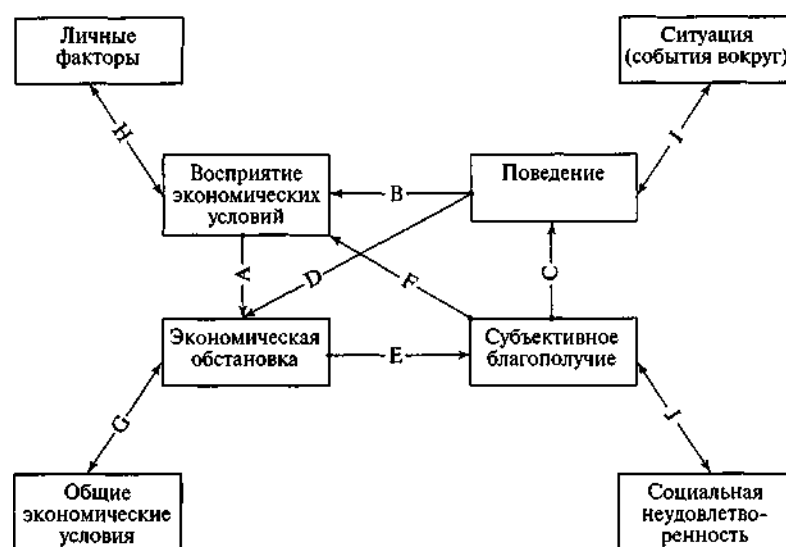 Личные
факторы
Ситуация
(события вокруг)
H
I
Восприятие
экономических
условий
B
Поведение
A
D
F
C
Экономическая
обстановка
E
Субъективное
благополучие
G
J
Общие
экономические
условия
Социальная
неудовлетво-
ренность